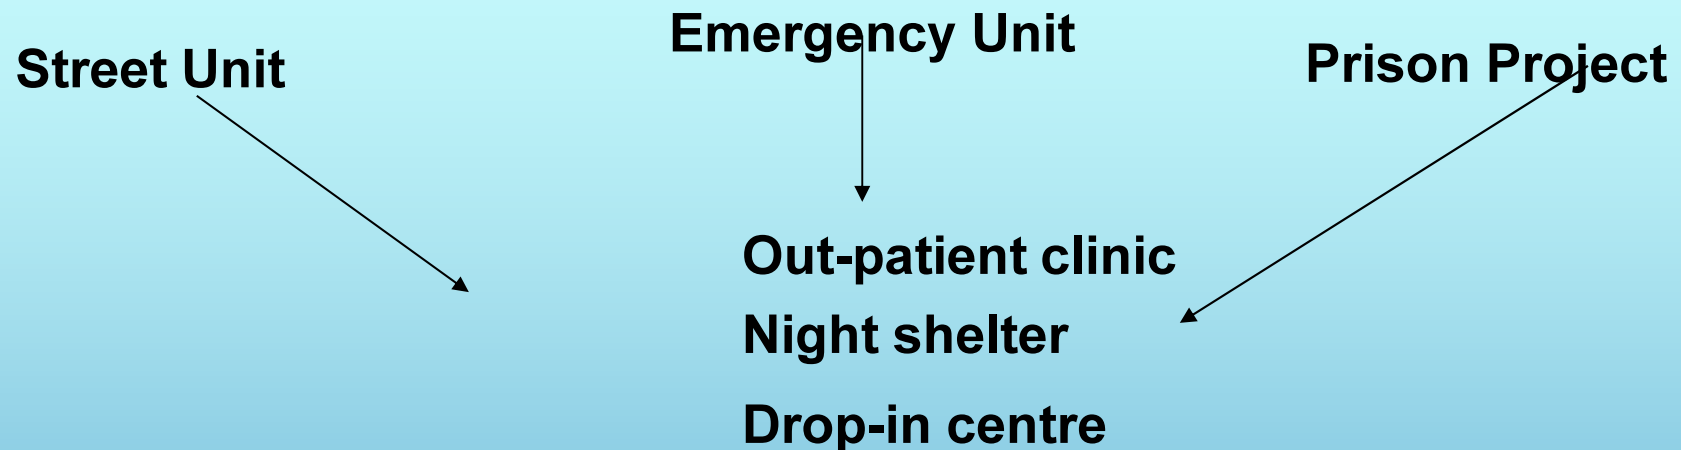 Emergency Unit
Street Unit
Prison Project
Out-patient clinic
Night shelter
Drop-in centre